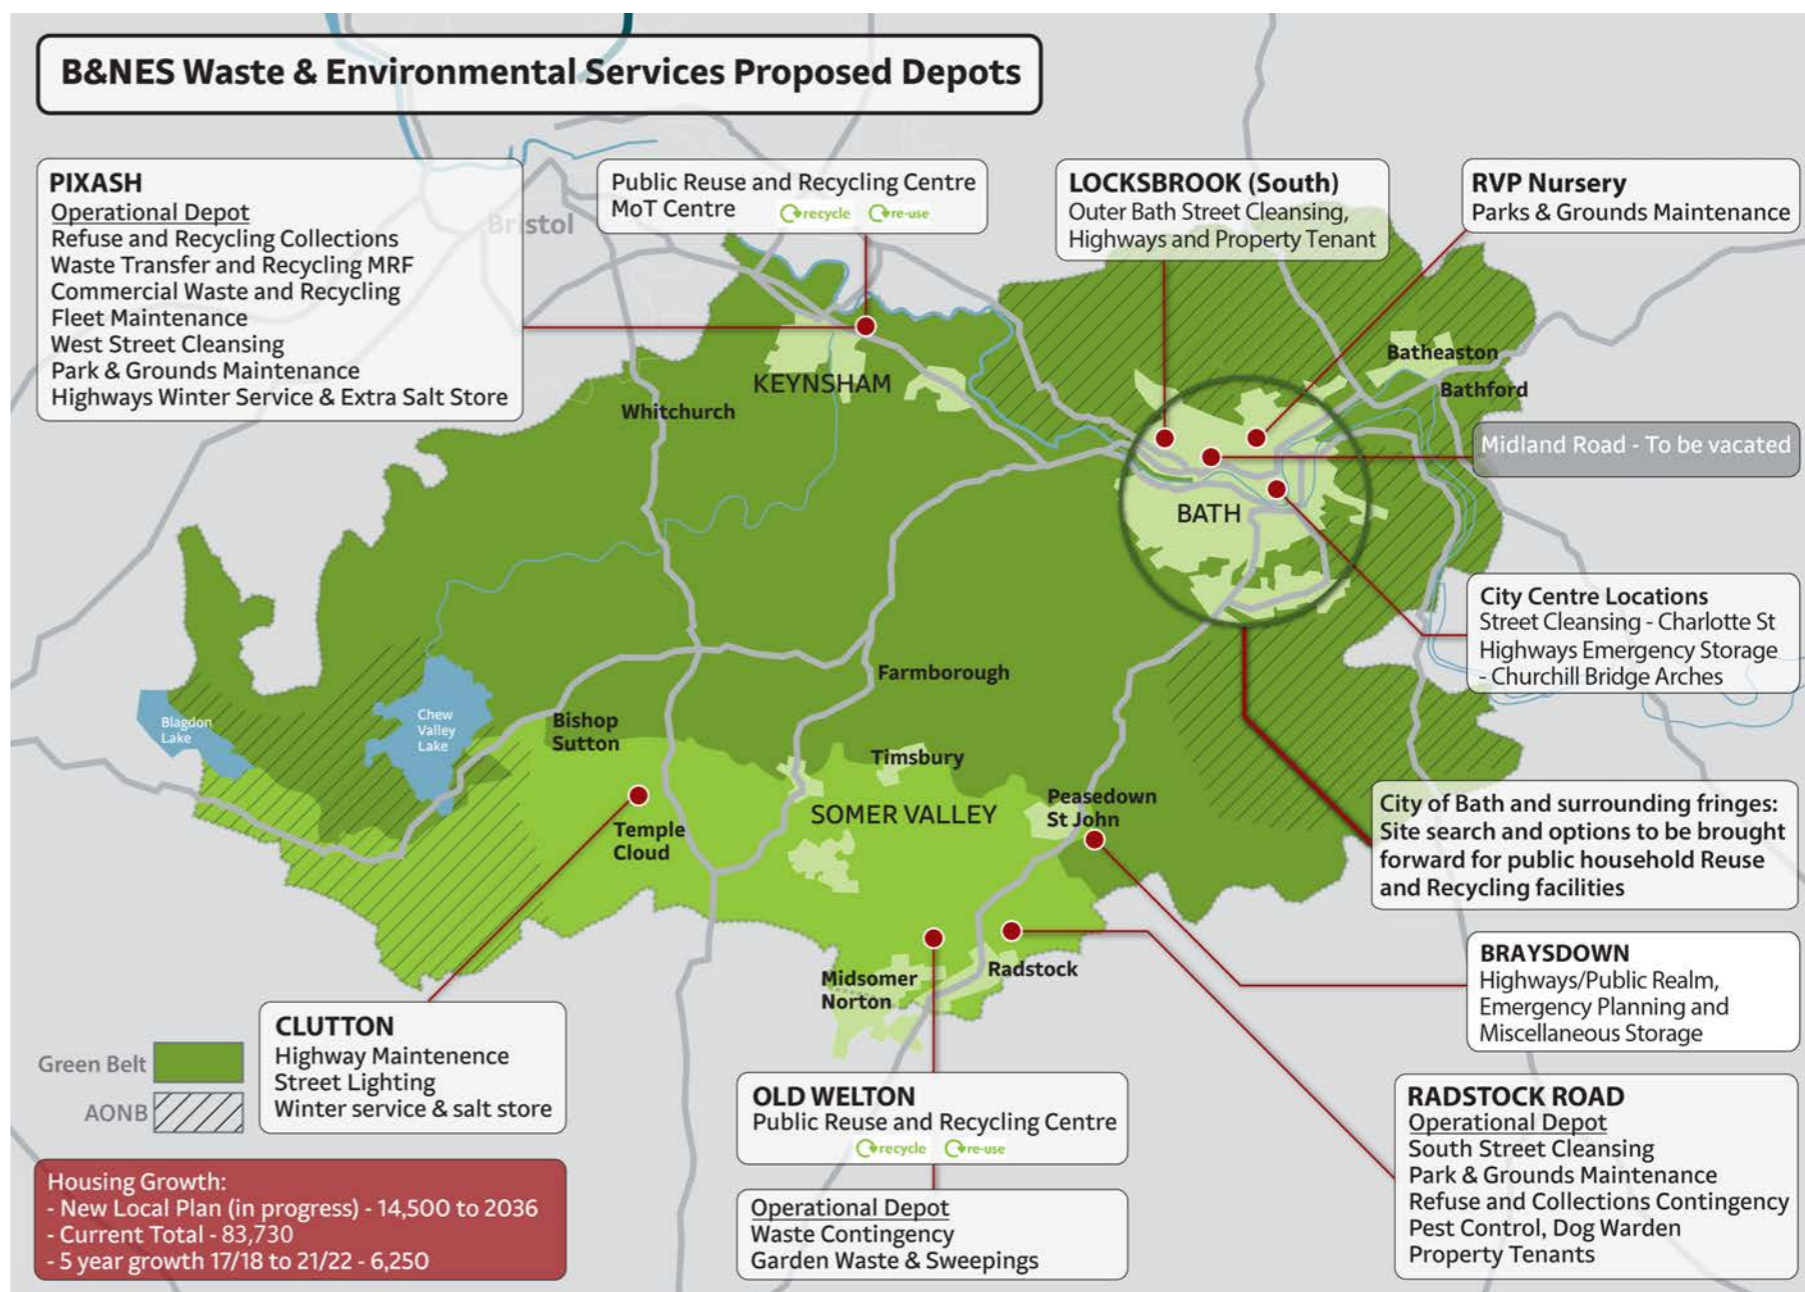 B&NES Waste & Environmental Services Proposed Depots
PIXASH
Operational Depot
Refuse and Recycling Collections
Waste Transfer and Recycling MRF
Commercial Waste and Recycling
Fleet Maintenance
West Street Cleansing
Park & Grounds Maintenance
Highways Winter Service & Extra Salt Store
Bristol
Public Reuse and Recycling Centre
MoT Centre
recycle
re-use
LOCKSBROOK (South)
Outer Bath Street Cleansing,
Highways and Property Tenant
RVP Nursery
Parks & Grounds Maintenance
Batheaston
Bathford
KEYNSHAM
Whitchurch
Midland Road - To be vacated
BATH
City Centre Locations
Street Cleansing - Charlotte St
Highways Emergency Storage
- Churchill Bridge Arches
Farmborough
Blagdon
Lake
Chew
Valley
Lake
Bishop
Sutton
Timsbury
SOMER VALLEY
Peasedown
St John
Temple
Cloud
City of Bath and surrounding fringes:
Site search and options to be brought
forward for public household Reuse
and Recycling facilities
Midsomer
Norton
Radstock
BRAYSDOWN
Highways/Public Realm,
Emergency Planning and
Miscellaneous Storage
CLUTTON
Highway Maintenence
Street Lighting
Winter service & salt store
Green Belt
AONB
OLD WELTON
Public Reuse and Recycling Centre
recycle
re-use
Operational Depot
Waste Contingency
Garden Waste & Sweepings
RADSTOCK ROAD
Operational Depot
South Street Cleansing
Park & Grounds Maintenance
Refuse and Collections Contingency
Pest Control, Dog Warden
Property Tenants
Housing Growth:
- New Local Plan (in progress) - 14,500 to 2036
- Current Total - 83,730
- 5 year growth 17/18 to 21/22 - 6,250